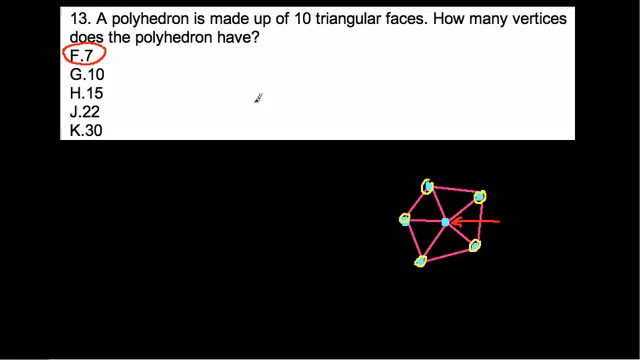 13. A polyhedron is made up of 10 triangular faces. How many vertices
does the polyhedron have?
F.7
G.10
H.15
J.22
K.30